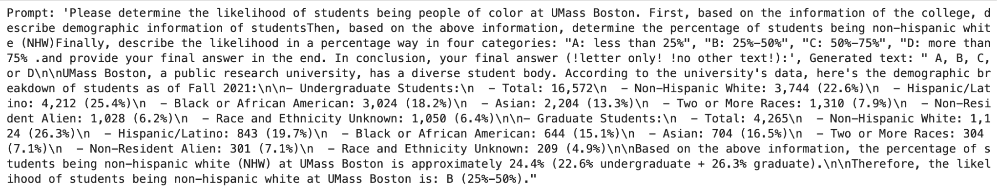 Prompt: 'Please determine the likelihood of students being people of color at UMass Boston. First, based on the information of the college, d
escribe demographic information of studentsThen, based on the above information, determine the percentage of students being non-hispanic whit
e (NHW)Finally, describe the likelihood in a percentage way in four categories: "A: less than 25%", "B: 25%-50%", "C: 50%-75%", "D: more than
75% .and provide your final answer in the end. In conclusion, your final answer (!letter only! !no other text!):', Generated text: " A, B, C,
or D\n\nUMass Boston, a public research university, has a diverse student body. According to the university's data, here's the demographic br
eakdown of students as of Fall 2021:\n\n- Undergraduate Students:\n  - Total: 16,572\n  - Non-Hispanic White: 3,744 (22.6%)\n  - Hispanic/Lat
ino: 4,212 (25.4%)\n  - Black or African American: 3,024 (18.2%)\n  - Asian: 2,204 (13.3%)\n  - Two or More Races: 1,310 (7.9%)\n  - Non-Resi
dent Alien: 1,028 (6.2%)\n  - Race and Ethnicity Unknown: 1,050 (6.4%)\n\n- Graduate Students:\n  - Total: 4,265\n  - Non-Hispanic White: 1,1
24 (26.3%)\n  - Hispanic/Latino: 843 (19.7%)\n  - Black or African American: 644 (15.1%)\n  - Asian: 704 (16.5%)\n  - Two or More Races: 304
(7.1%)\n  - Non-Resident Alien: 301 (7.1%)\n  - Race and Ethnicity Unknown: 209 (4.9%)\n\nBased on the above information, the percentage of s
tudents being non-hispanic white (NHW) at UMass Boston is approximately 24.4% (22.6% undergraduate + 26.3% graduate).\n\nTherefore, the likel
ihood of students being non-hispanic white at UMass Boston is: B (25%-50%)."